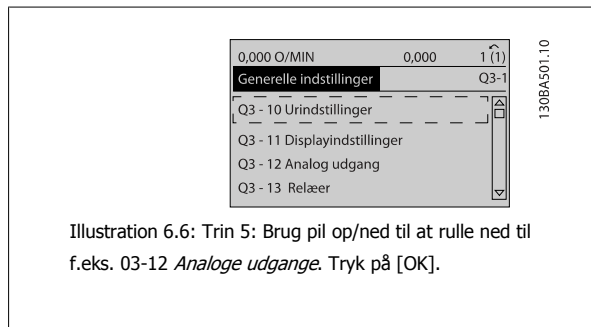 0,000 O/MIN 0,000 1 (1)
Generelle indstillinger Q3-1
Q3 - 10 Urindstillinger
Q3 - 11 Displayindstillinger
Q3 - 12 Analog udgang
Q3 - 13 Relæer
130BA501.10
Illustration 6.6: Trin 5: Brug pil op/ned til at rulle ned til
f.eks. 03-12 Analoge udgange. Tryk på [OK].